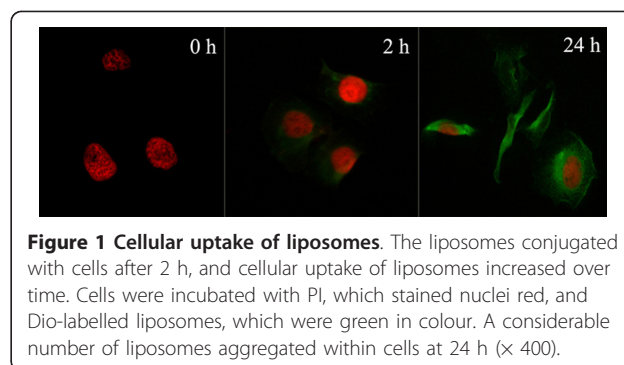 0 h 2 h 24 h
Figure 1 Cellular uptake of liposomes. The liposomes conjugated
with cells after 2 h, and cellular uptake of liposomes increased over
time. Cells were incubated with PI, which stained nuclei red, and
Dio-labelled liposomes, which were green in colour. A considerable
number of liposomes aggregated within cells at 24 h (× 400).